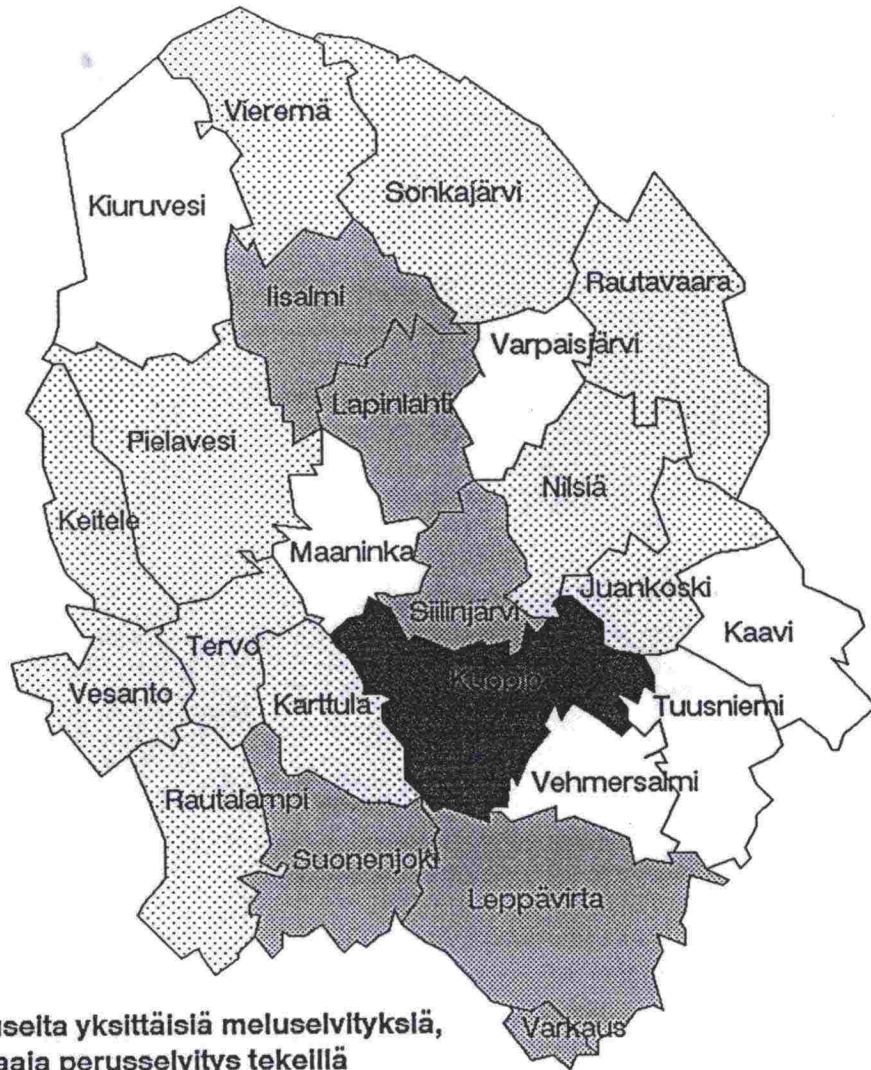 Vieremä
Kiuruvesi
Sonkajärvi
Iisalmi
Rautavaara
Varpaisjärvi
Lapinlahti
Pielavesi
Nilsiä
Keitele
Maaninka
Juankoski
Siilinjärvi
Kaavi
Tervo
Kuopio
Vesanto
Karttula
Tuusniemi
Vehmersalmi
Rautalampi
Suonenjoki
Leppävirta
Varkaus
yksittäisiä meluselvityksiä,
perusselvitys tekeillä